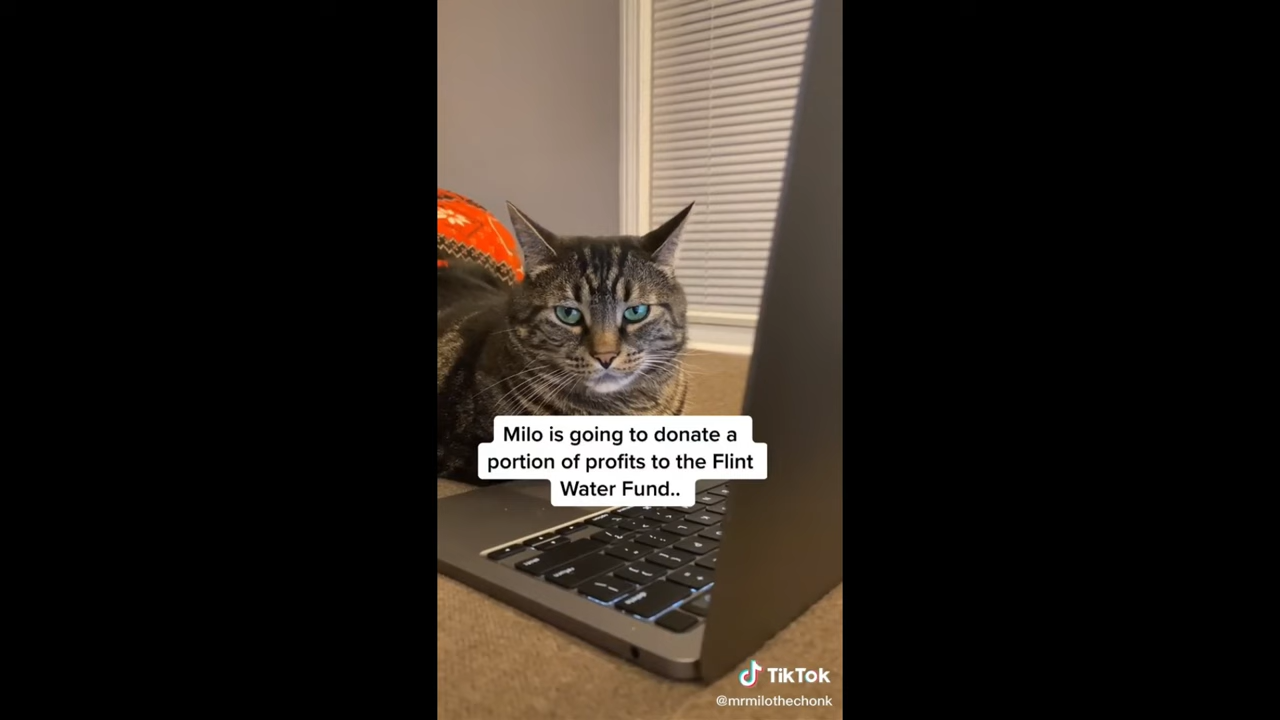 Milo is going to donate a
portion of profits to the Flint
Water Fund..
TikTok
@mrmilothechonk